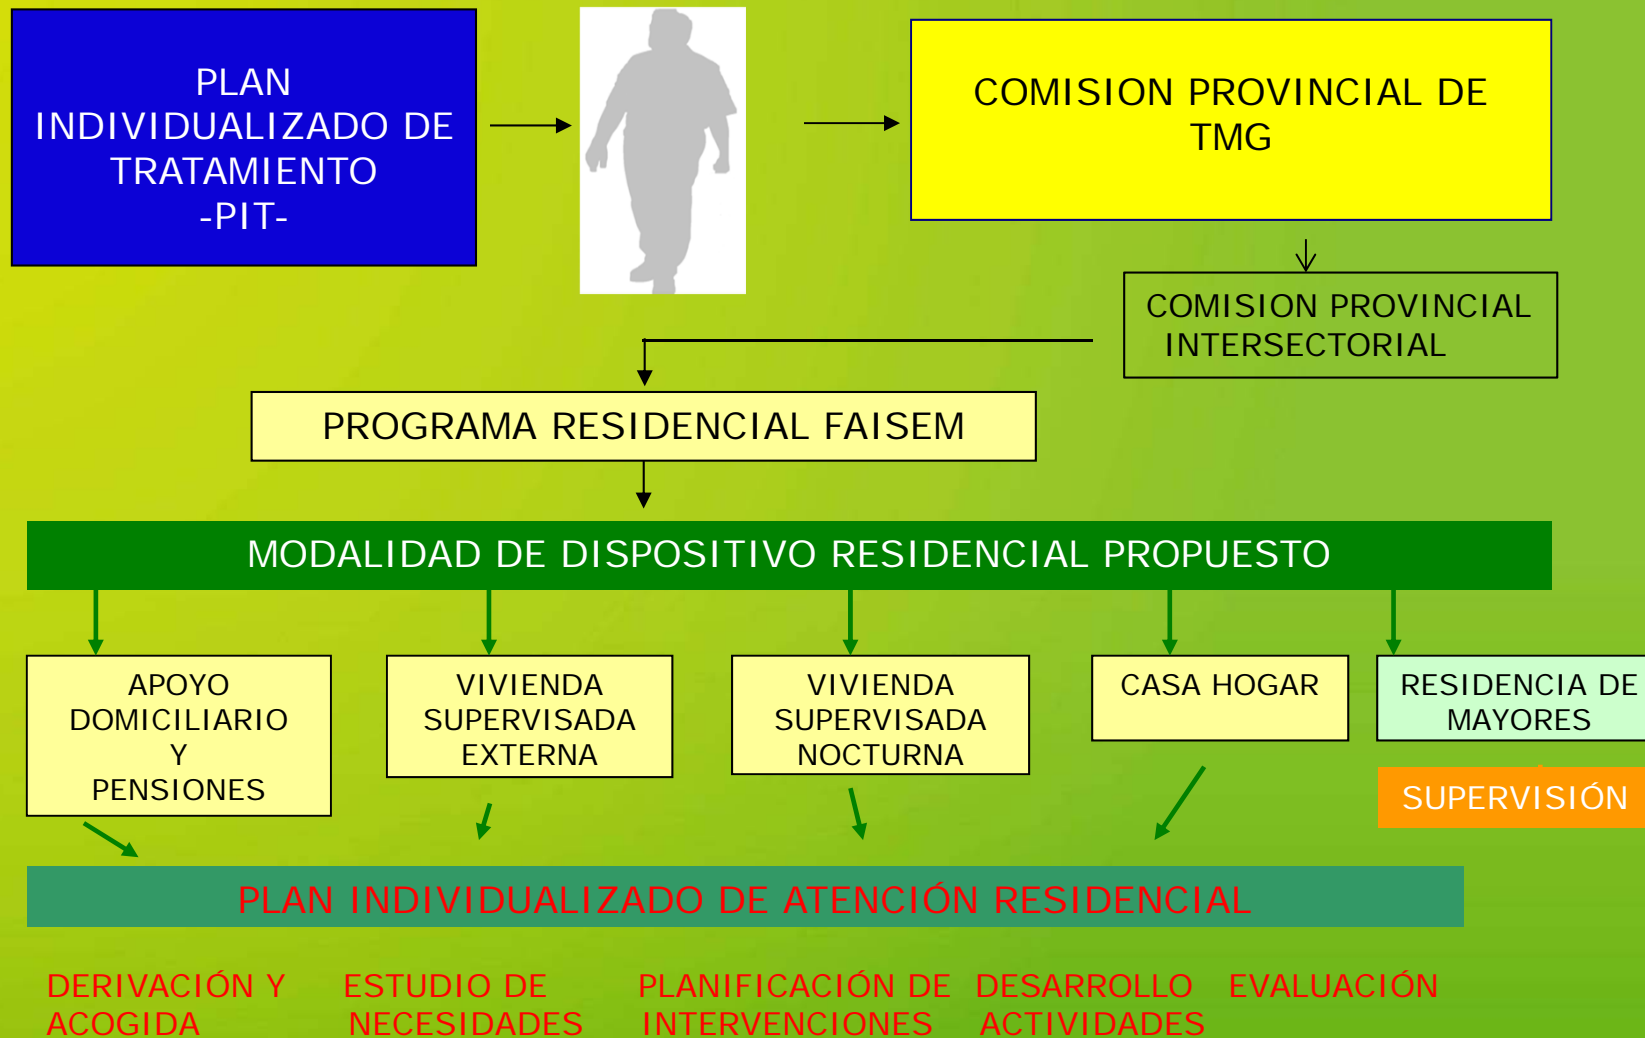 PLAN
INDIVIDUALIZADO DE
TRATAMIENTO
-PIT-
COMISION PROVINCIAL DE
TMG
COMISION PROVINCIAL
INTERSECTORIAL
PROGRAMA RESIDENCIAL FAISEM
MODALIDAD DE DISPOSITIVO RESIDENCIAL PROPUESTO
APOYO
DOMICILIARIO
Y
PENSIONES
VIVIENDA
SUPERVISADA
EXTERNA
VIVIENDA
SUPERVISADA
NOCTURNA
CASA HOGAR
RESIDENCIA DE
MAYORES
SUPERVISIÓN
PLAN INDIVIDUALIZADO DE ATENCIÓN RESIDENCIAL
DERIVACIÓN Y
ACOGIDA
ESTUDIO DE
NECESIDADES
PLANIFICACIÓN DE
INTERVENCIONES
DESARROLLO
ACTIVIDADES
EVALUACIÓN